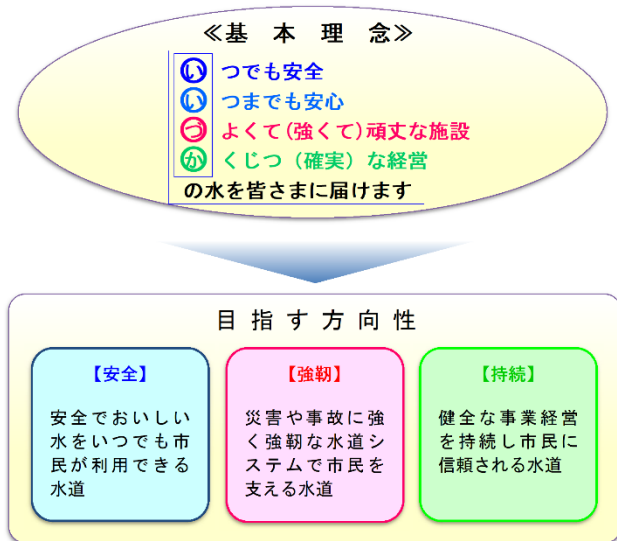 ≪基 本 理 念≫
い つでも安全
い つまでも安心
づ よくて(強くて)頑丈な施設
か くじつ（確実）な経営
の水を皆さまに届けます
目 指 す 方 向 性
【安全】
安全でおいしい
水をいつでも市
民が利用できる
水道
【強靭】
災害や事故に強
く強靭な水道シ
ステムで市民を
支える水道
【持続】
健全な事業経営
を持続し市民に
信頼される水道